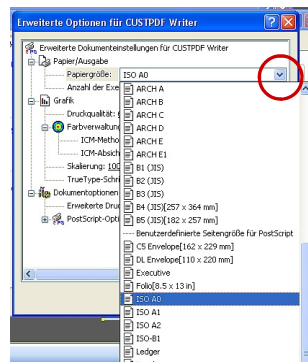 Erweiterte Optionen für CUSTPDF Writer
Erweiterte Dokumenteinstellungen für CUSTPDF Writer
Papier/Ausgabe
Papiergröße: ISO A0
Anzahl der Exe
Grafik
Druckqualität:
Farbverwaltun
ICM-Metho
ICM-Absich
Skalierung: 100
TrueType-Schri
Dokumentoptionen
Erweiterte Dru
PostScript-Opti
ARCH A
ARCH B
ARCH C
ARCH D
ARCH E
ARCH E1
B1 (JIS)
B2 (JIS)
B3 (JIS)
B4 (JIS)[257 x 364 mm]
B5 (JIS)[182 x 257 mm]
Benutzerdefinierte Seitengröße für PostScript
C5 Envelope[162 x 229 mm]
DL Envelope[110 x 220 mm]
Executive
Folio[8.5 x 13 in]
ISO A0
ISO A1
ISO A2
ISO-B1
Ledger